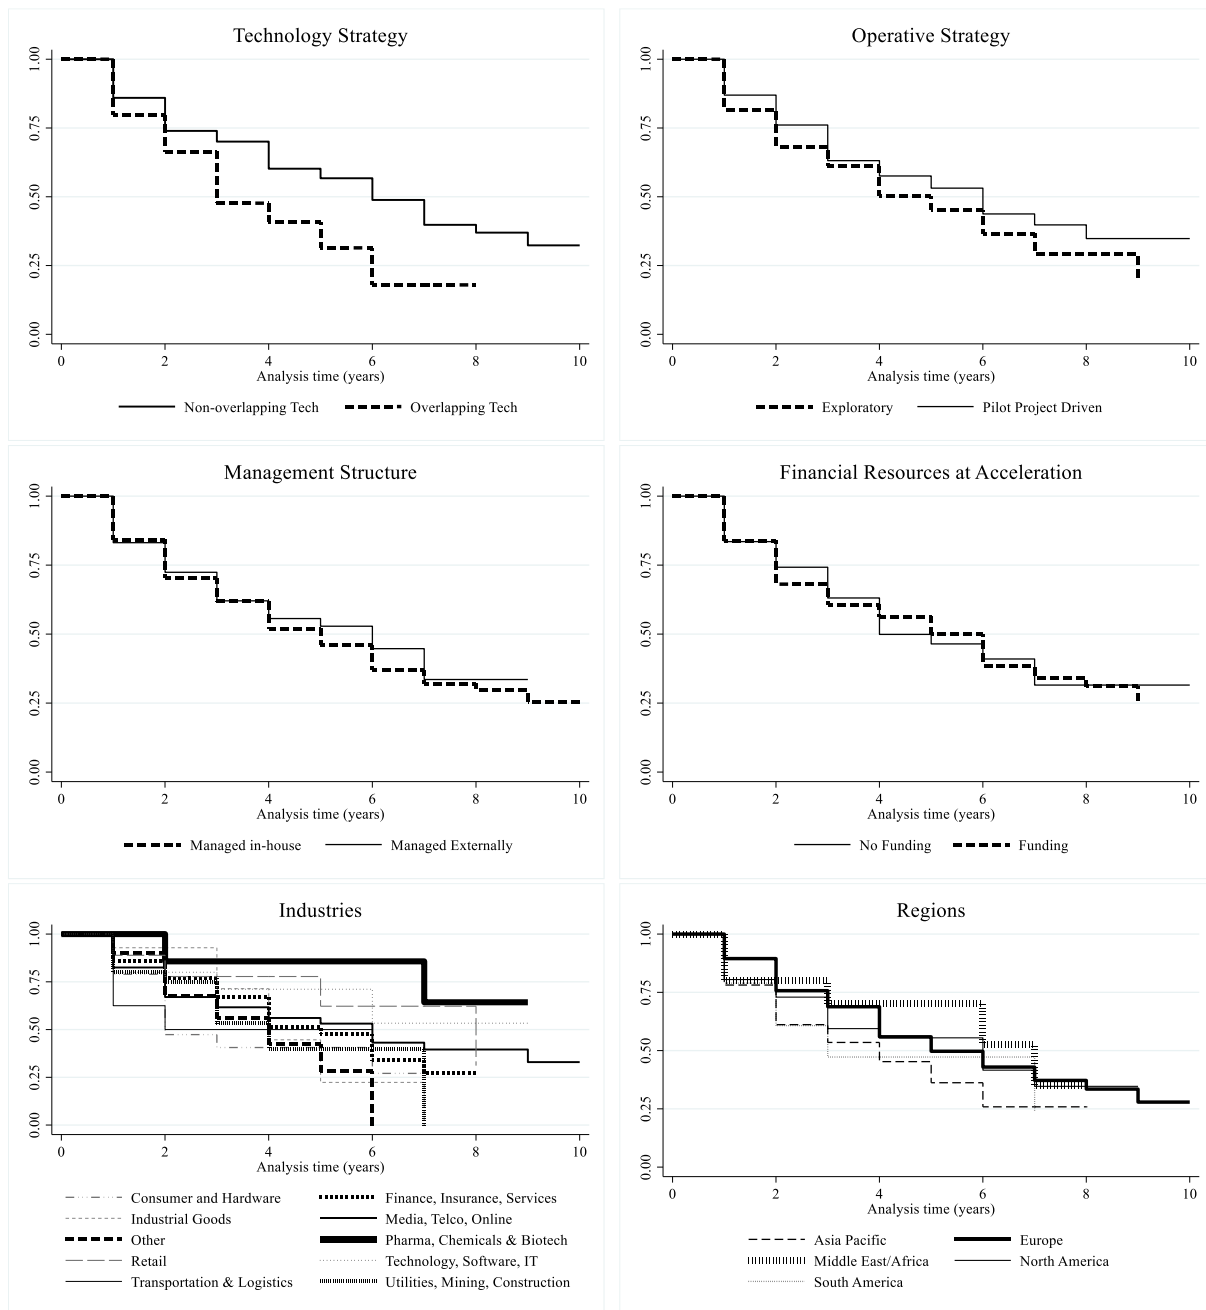 Technology Strategy
1.00
0.75
0.50
0.25
0.00
0 2 4 6 8 10
Analysis time (years)
Non-overlapping Tech Overlapping Tech
Operative Strategy
1.00
0.75
0.50
0.25
0.00
0 2 4 6 8 10
Analysis time (years)
Exploratory Pilot Project Driven
Management Structure
1.00
0.75
0.50
0.25
0.00
0 2 4 6 8 10
Analysis time (years)
Managed in-house Managed Externally
Financial Resources at Acceleration
1.00
0.75
0.50
0.25
0.00
0 2 4 6 8 10
Analysis time (years)
No Funding Funding
Industries
1.00
0.75
0.50
0.25
0.00
0 2 4 6 8 10
Analysis time (years)
Consumer and Hardware Finance, Insurance, Services
Industrial Goods Media, Telco, Online
Other Pharma, Chemicals & Biotech
Retail Technology, Software, IT
Transportation & Logistics Utilities, Mining, Construction
Regions
1.00
0.75
0.50
0.25
0.00
0 2 4 6 8 10
Analysis time (years)
Asia Pacific Europe
Middle East/Africa North America
South America